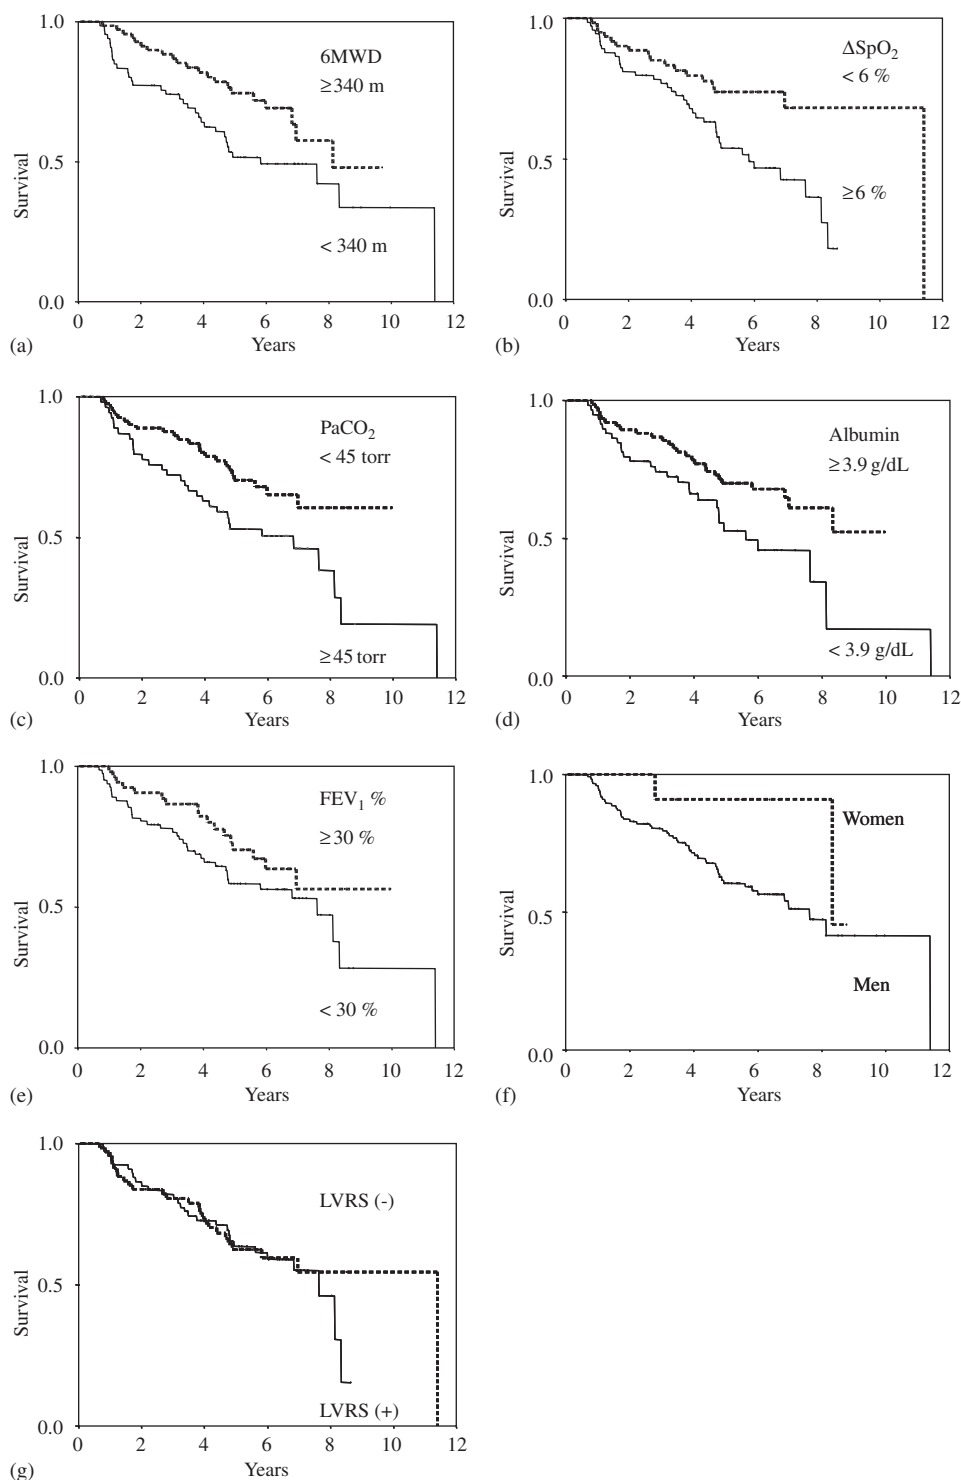 1.0
6MWD
≥340 m
0.5
< 340 m
0.0
0 2 4 6 8 10 12
Survival
Years
(a)
1.0
ΔSpO2
< 6 %
0.5
≥6 %
0.0
0 2 4 6 8 10 12
Survival
Years
(b)
1.0
PaCO2
< 45 torr
0.5
≥45 torr
0.0
0 2 4 6 8 10 12
Survival
Years
(c)
1.0
Albumin
≥3.9 g/dL
0.5
< 3.9 g/dL
0.0
0 2 4 6 8 10 12
Survival
Years
(d)
1.0
FEV1 %
≥30 %
0.5
< 30 %
0.0
0 2 4 6 8 10 12
Survival
Years
(e)
1.0
Women
0.5
Men
0.0
0 2 4 6 8 10 12
Survival
Years
(f)
1.0
LVRS (-)
0.5
LVRS (+)
0.0
0 2 4 6 8 10 12
Survival
Years
(g)